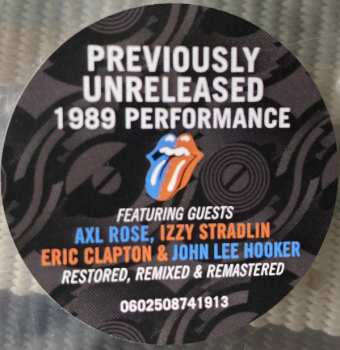 PREVIOUSLY
UNRELEASED
1989 PERFORMANCE
FEATURING GUESTS
AXL ROSE, IZZY STRADLIN
ERIC CLAPTON & JOHN LEE HOOKER
RESTORED, REMIXED & REMASTERED
0602508741913